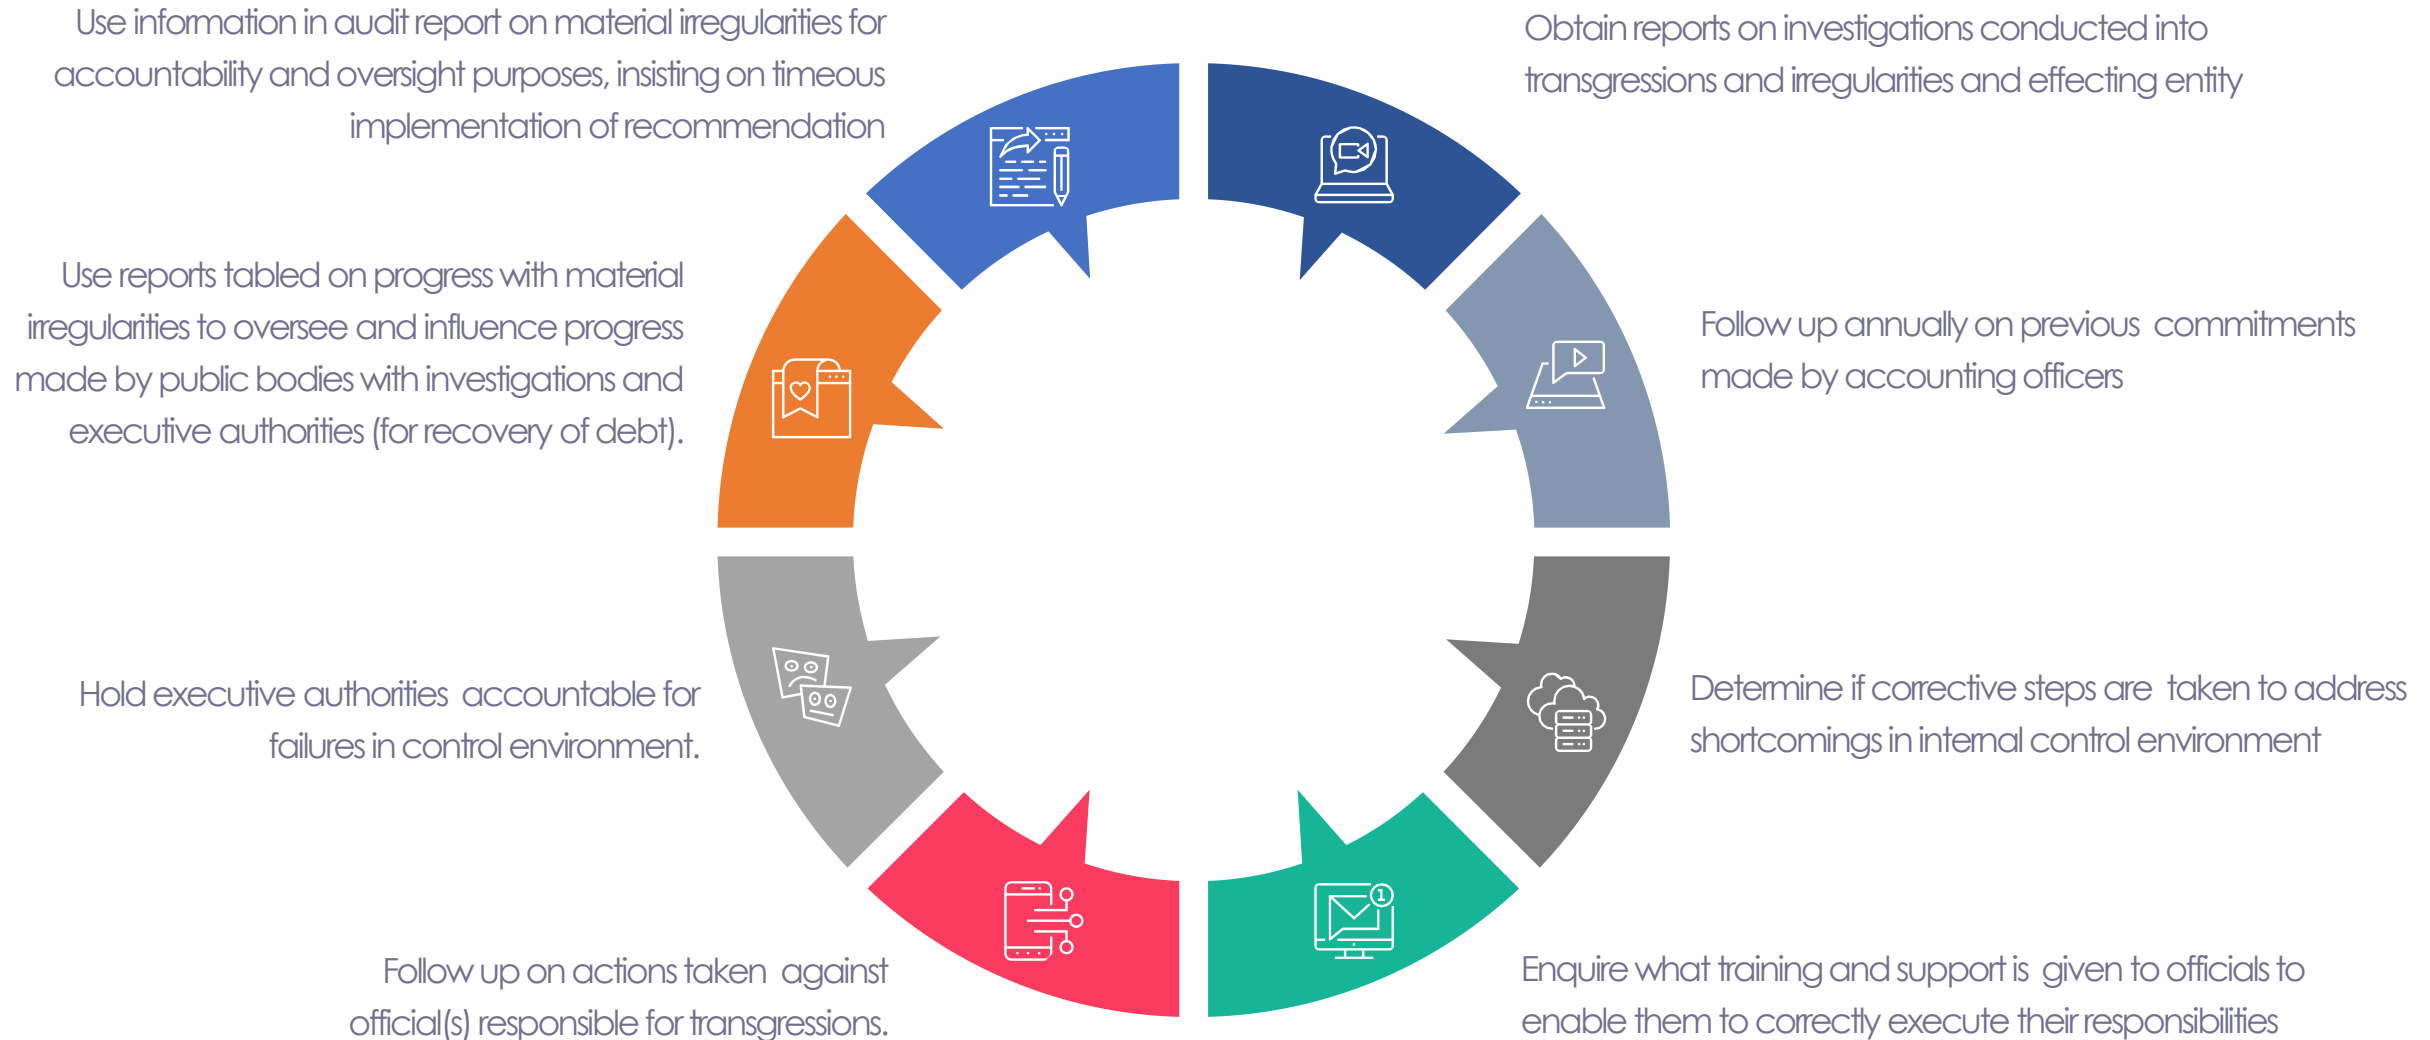 Use information in audit report on material irregularities for
accountability and oversight purposes, insisting on timeous
implementation of recommendation
Obtain reports on investigations conducted into
transgressions and irregularities and effecting entity
Use reports tabled on progress with material
irregularities to oversee and influence progress
made by public bodies with investigations and
executive authorities (for recovery of debt).
Follow up annually on previous commitments
made by accounting officers
Hold executive authorities accountable for
failures in control environment.
Determine if corrective steps are taken to address
shortcomings in internal control environment
Follow up on actions taken against
official(s) responsible for transgressions.
1
Enquire what training and support is given to officials to
enable them to correctly execute their responsibilities